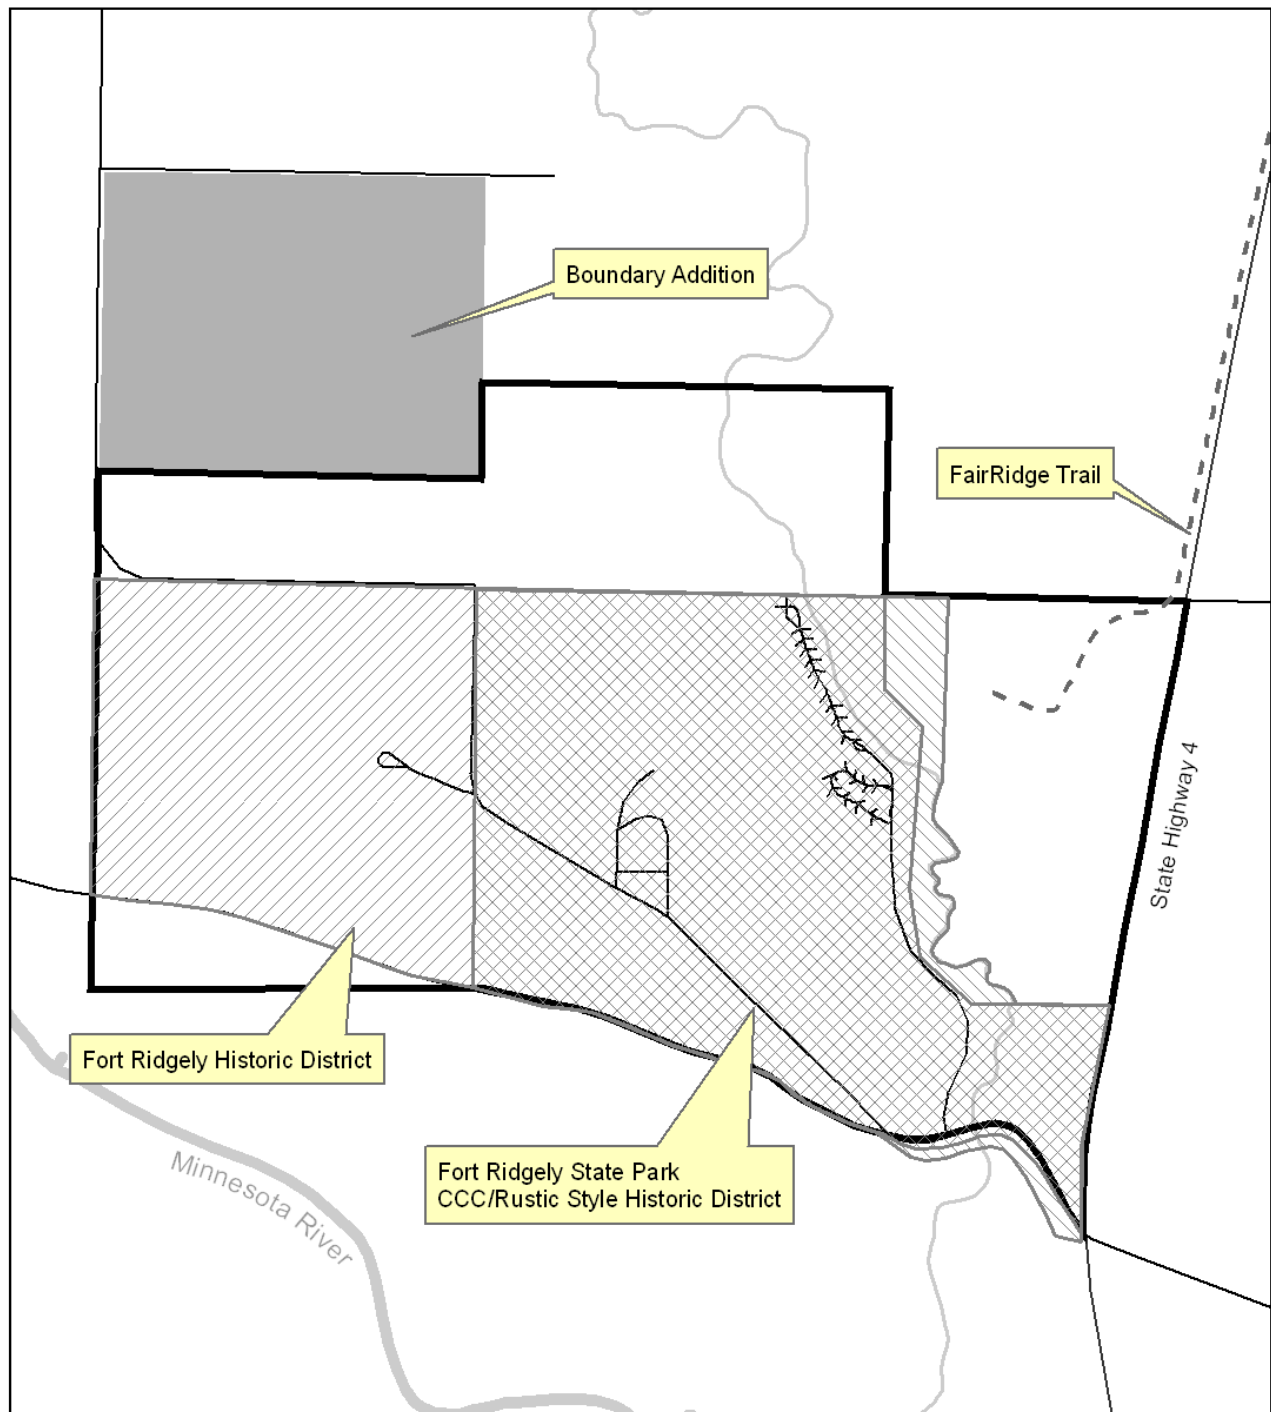 Boundary Addition
FairRidge Trail
State Highway 4
Fort Ridgely Historic District
Fort Ridgely State Park
CCC/Rustic Style Historic District
Minnesota River